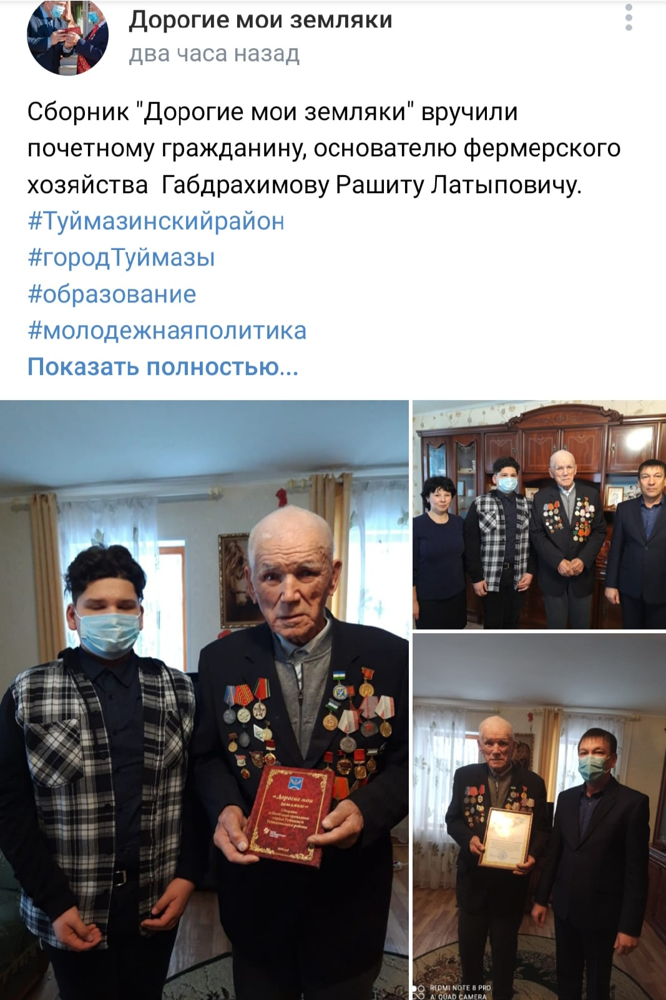 Дорогие мои земляки
два часа назад
Сборник "Дорогие мои земляки" вручили
почетному гражданину, основателю фермерского
хозяйства Габдрахимову Рашиту Латыповичу.
#Туймазинскийрайон
#городТуймазы
#образование
#молодежнаяполитика
Показать полностью...
«Дорогие мои
земляки»
Сборник
о Почётных гражданах
города Туймазы и
Туймазинского района
REDMI NOTE 8 PRO
AI QUAD CAMERA